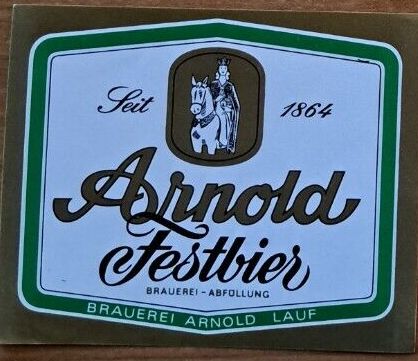 Seit 1864
Arnold
Festbier
BRAUEREI-ABFÜLLUNG
BRAUEREI ARNOLD LAUF